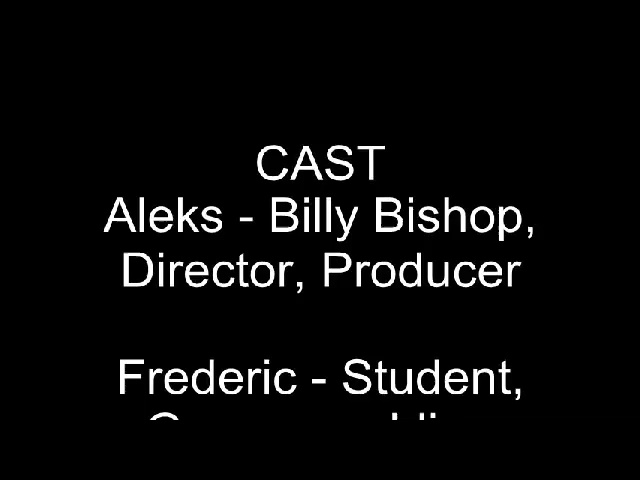 CAST
Aleks - Billy Bishop,
Director, Producer
Frederic - Student,